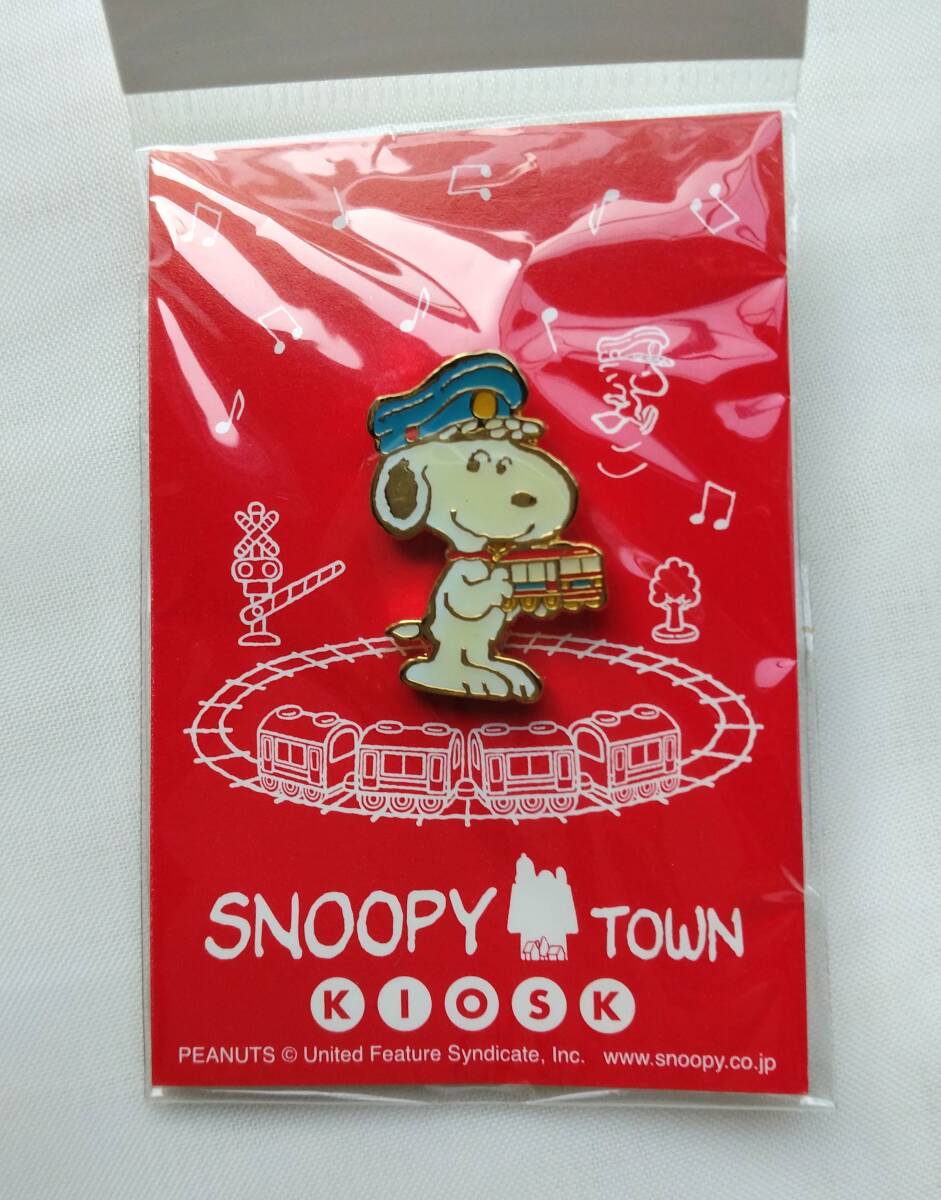 SNOOPY TOWN
KIOSK
PEANUTS © United Feature Syndicate, Inc. www.snoopy.co.jp